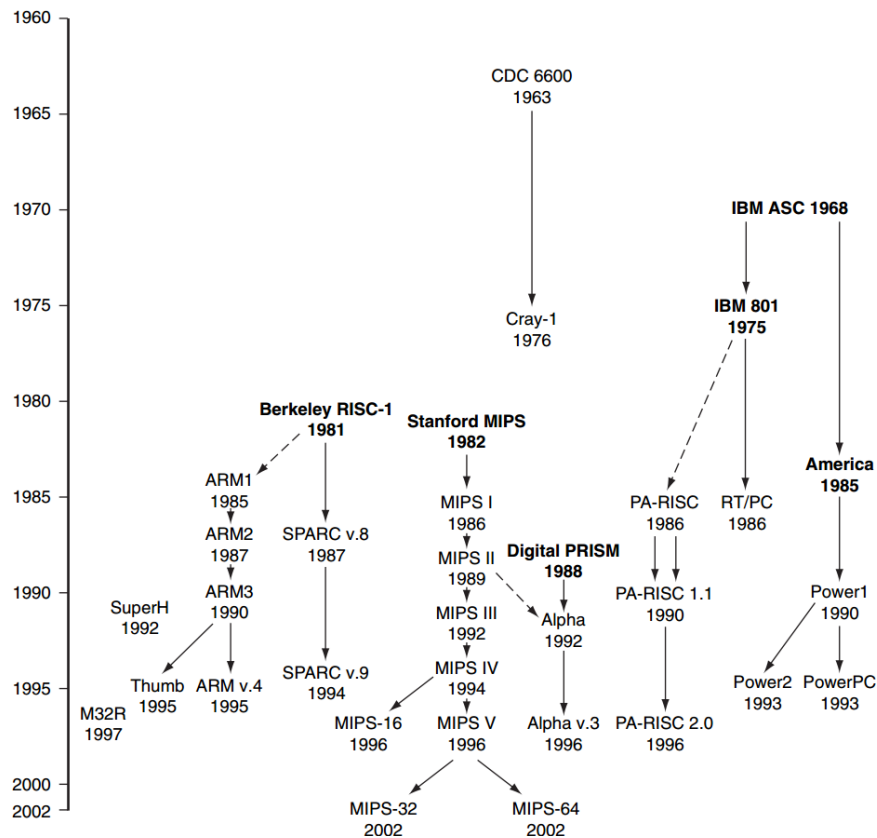 1960
CDC 6600
1963
1965
1970
IBM ASC 1968
1975
IBM 801
1975
Cray-1
1976
1980
Berkeley RISC-1
1981
Stanford MIPS
1982
America
1985
ARM1
1985
1985
MIPS I
1986
PA-RISC
1986
RT/PC
1986
ARM2
1987
SPARC v.8
1987
MIPS II
1989
Digital PRISM
1988
1990
ARM3
1990
PA-RISC 1.1
1990
Power1
1990
SuperH
1992
MIPS III
1992
Alpha
1992
SPARC v.9
1994
MIPS IV
1994
1995
Thumb
1995
ARM v.4
1995
Power2
1993
PowerPC
1993
M32R
1997
MIPS-16
1996
MIPS V
1996
Alpha v.3
1996
PA-RISC 2.0
1996
2000
2002
MIPS-32
2002
MIPS-64
2002